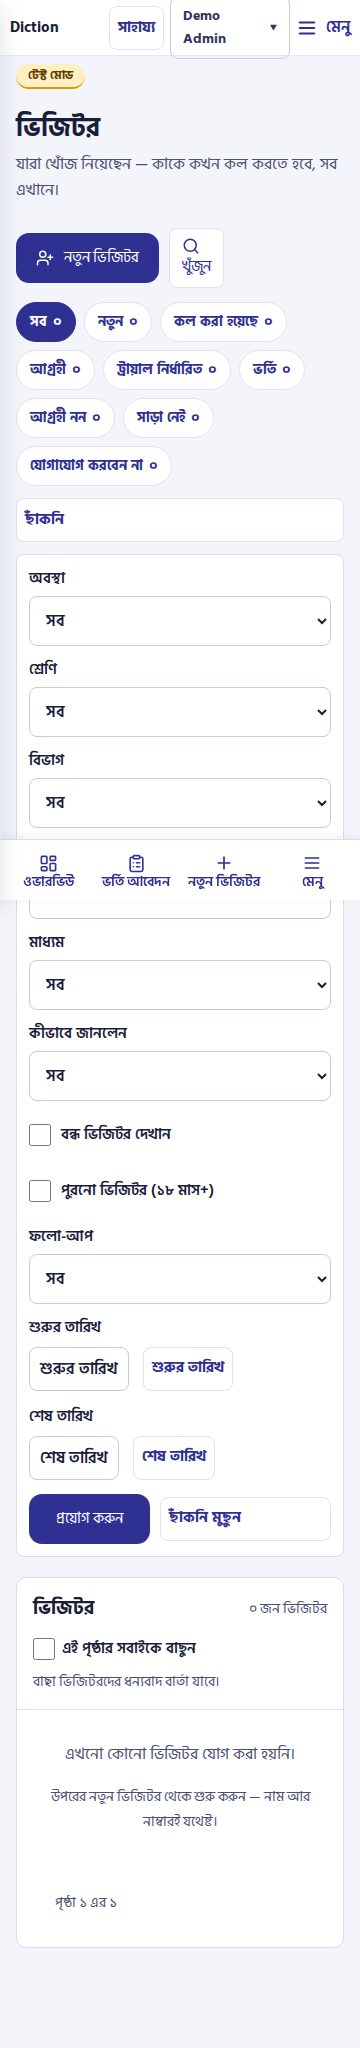 Diction
সাহায্য
Demo
Admin
মেনু
টেস্ট মোড
ভিজিটর
যারা খোঁজ নিয়েছেন — কাকে কখন কল করতে হবে, সব
এখানে।
নতুন ভিজিটর
খুঁজুন
সব ০
নতুন ০
কল করা হয়েছে ০
আগ্রহী ০
ট্রায়াল নির্ধারিত ০
ভর্তি ০
আগ্রহী নন ০
সাড়া নেই ০
যোগাযোগ করবেন না ০
ছাঁকনি
অবস্থা
সব
শ্রেণি
সব
বিভাগ
সব
ওভারভিউ
ভর্তি আবেদন
নতুন ভিজিটর
মেনু
মাধ্যম
সব
কীভাবে জানলেন
সব
বন্ধ ভিজিটর দেখান
পুরনো ভিজিটর (১৮ মাস+)
ফলো-আপ
সব
শুরুর তারিখ
শুরুর তারিখ
শুরুর তারিখ
শেষ তারিখ
শেষ তারিখ
শেষ তারিখ
প্রয়োগ করুন
ছাঁকনি মুছুন
ভিজিটর
০ জন ভিজিটর
এই পৃষ্ঠার সবাইকে বাছুন
বাছা ভিজিটরদের ধন্যবাদ বার্তা যাবে।
এখনো কোনো ভিজিটর যোগ করা হয়নি।
উপরের নতুন ভিজিটর থেকে শুরু করুন — নাম আর
নাম্বারই যথেষ্ট।
পৃষ্ঠা ১ এর ১